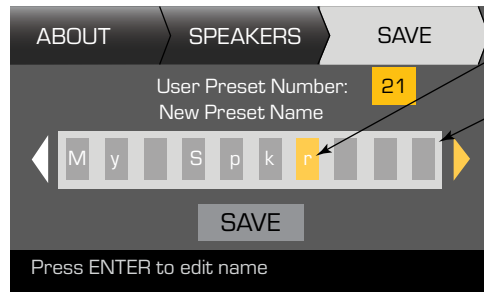 ABOUT SPEAKERS SAVE
User Preset Number: 21
New Preset Name
M y S p k r
SAVE
Press ENTER to edit name